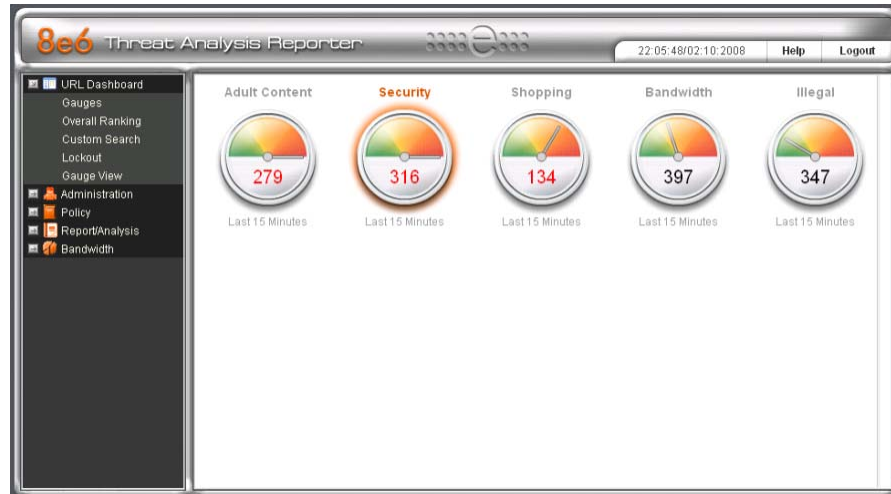 8e6 Threat Analysis Reporter
22:05:48/02:10:2008 Help Logout
URL Dashboard
Gauges
Overall Ranking
Custom Search
Lockout
Gauge View
Administration
Policy
Report/Analysis
Bandwidth
Adult Content Security Shopping Bandwidth Illegal
279 316 134 397 347
Last 15 Minutes Last 15 Minutes Last 15 Minutes Last 15 Minutes Last 15 Minutes